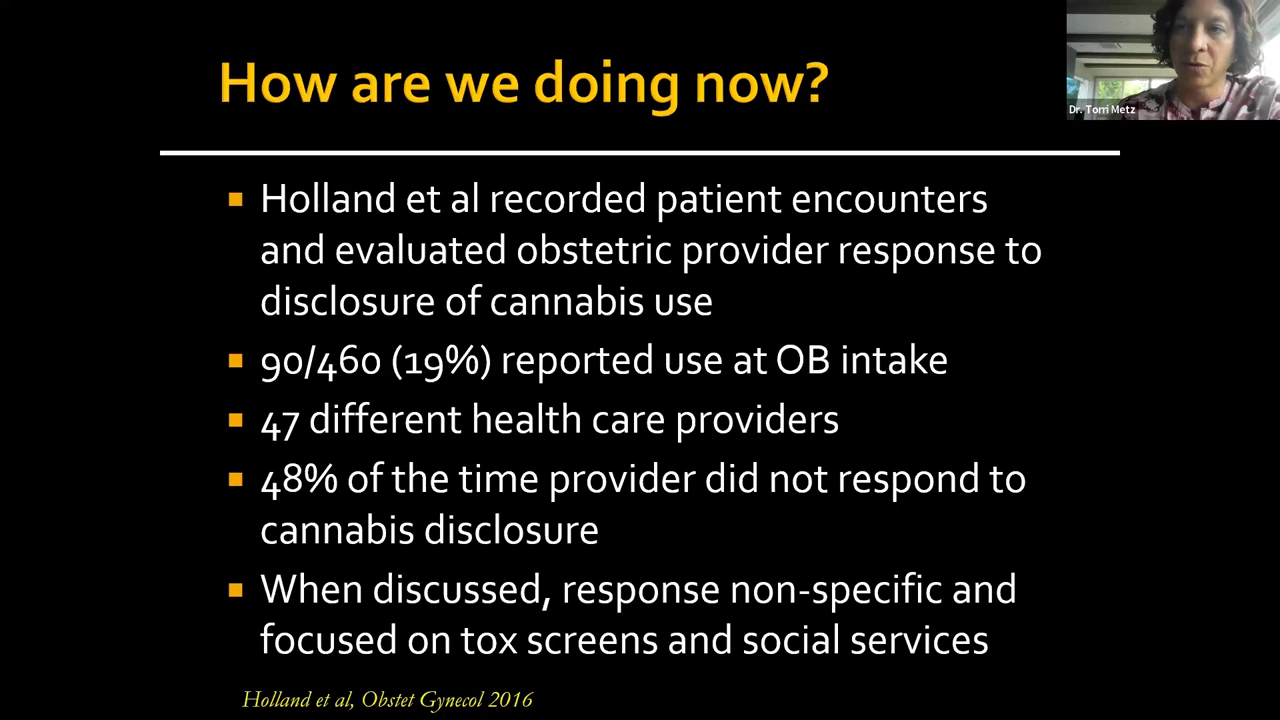 How are we doing now?
Dr. Torri Metz
Holland et al recorded patient encounters
and evaluated obstetric provider response to
disclosure of cannabis use
90/460 (19%) reported use at OB intake
47 different health care providers
48% of the time provider did not respond to
cannabis disclosure
When discussed, response non-specific and
focused on tox screens and social services
Holland et al, Obstet Gynecol 2016